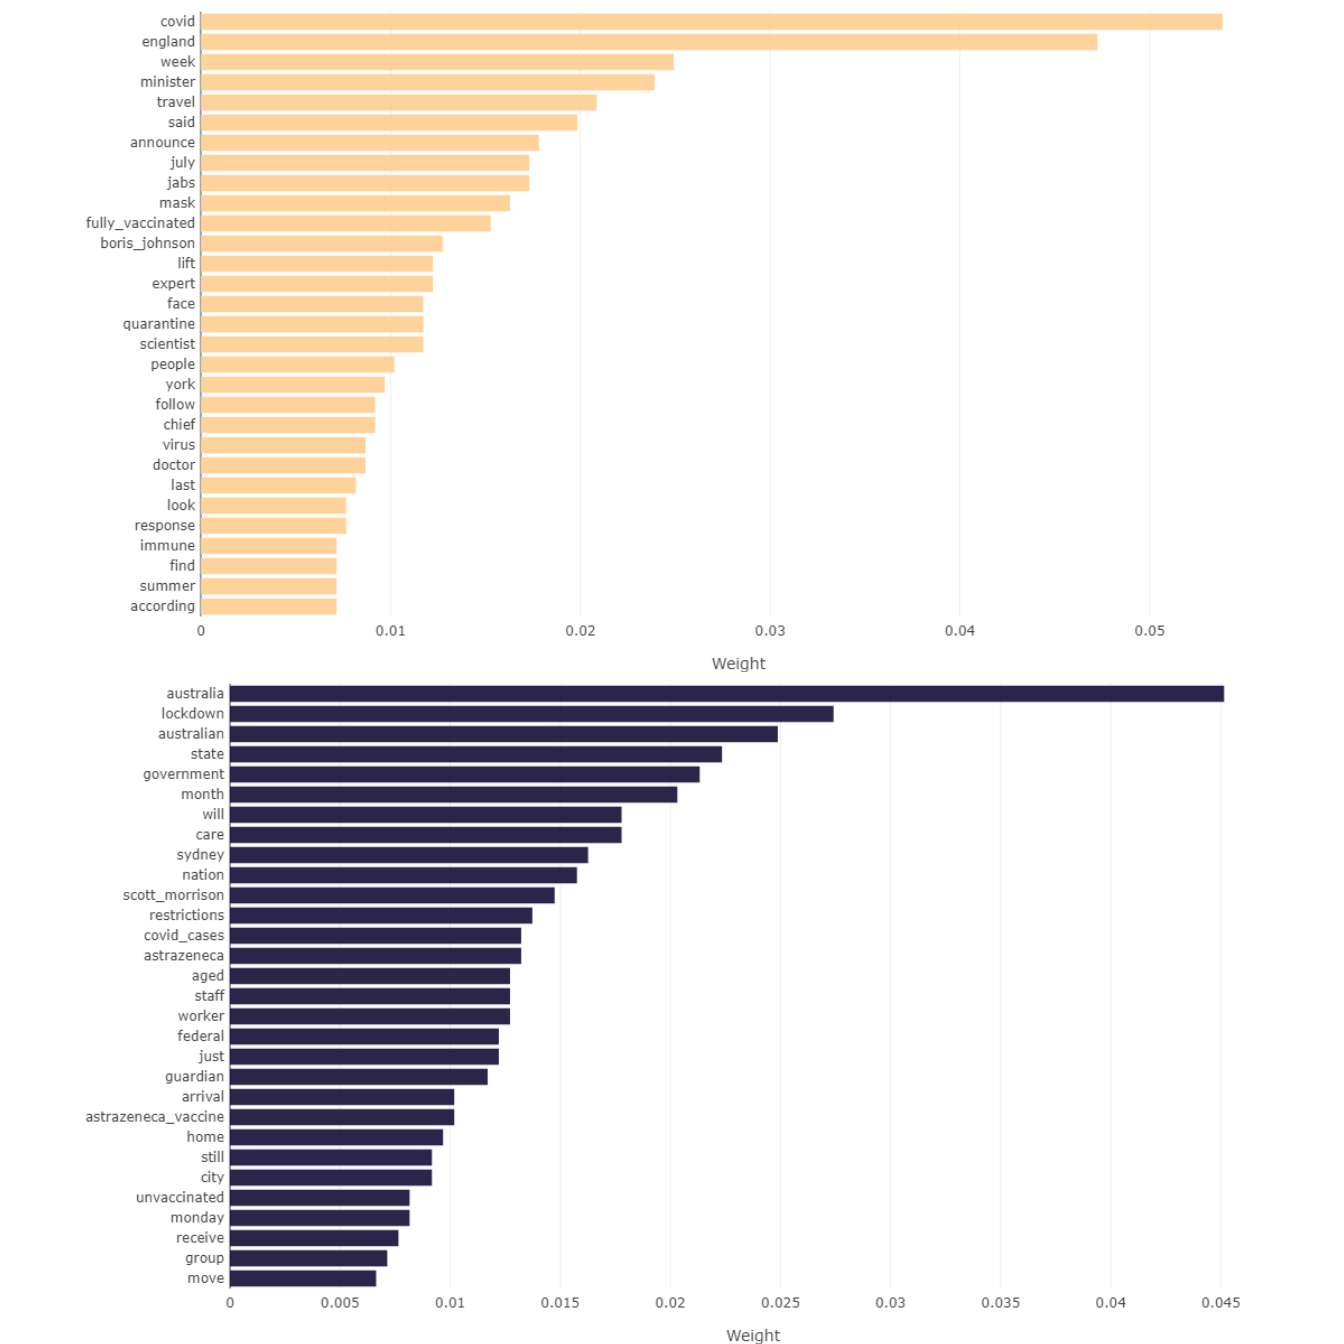 covid
england
week
minister
travel
said
announce
july
jabs
mask
fully_vaccinated
boris_johnson
lift
expert
face
quarantine
scientist
people
york
follow
chief
virus
doctor
last
look
response
immune
find
summer
according
0 0.01 0.02 0.03 0.04 0.05
Weight
australia
lockdown
australian
state
government
month
will
care
sydney
nation
scott_morrison
restrictions
covid_cases
astrazeneca
aged
staff
worker
federal
just
guardian
arrival
astrazeneca_vaccine
home
still
city
unvaccinated
monday
receive
group
move
0 0.005 0.01 0.015 0.02 0.025 0.03 0.035 0.04 0.045
Weight